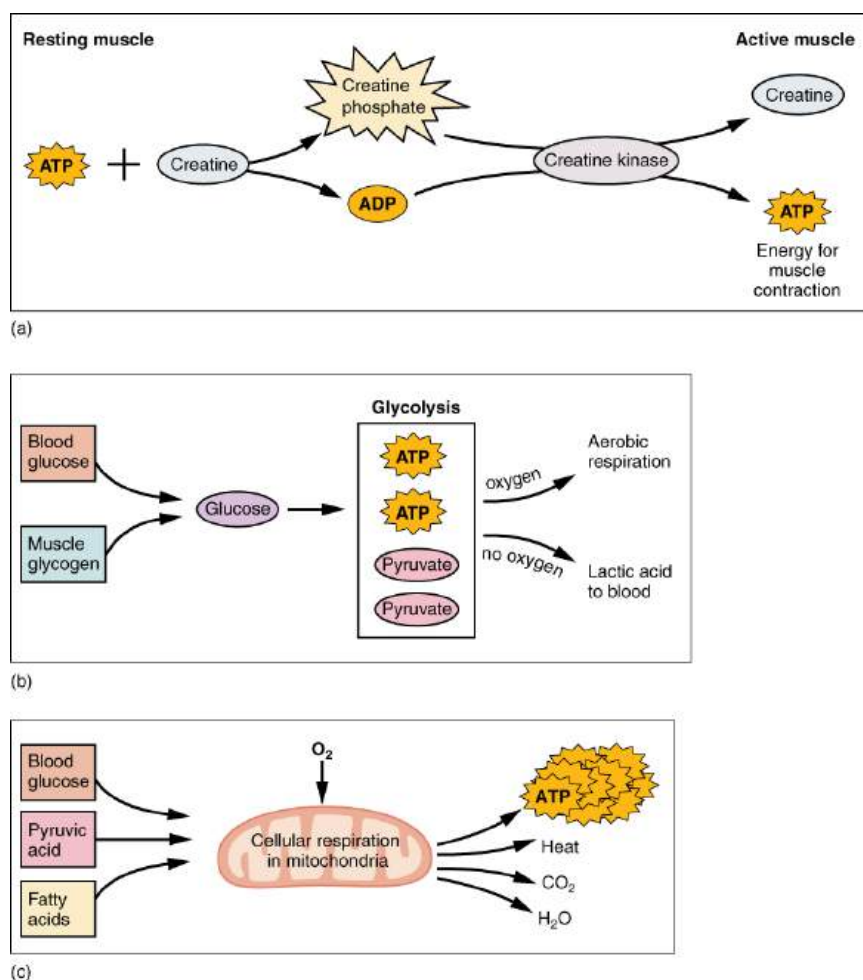 Resting muscle
Active muscle
ATP
+
Creatine
Creatine
phosphate
ADP
Creatine kinase
Creatine
ATP
Energy for
muscle
contraction
(a)
Blood
glucose
Muscle
glycogen
Glucose
Glycolysis
ATP
ATP
Pyruvate
Pyruvate
oxygen
no oxygen
Aerobic
respiration
Lactic acid
to blood
(b)
Blood
glucose
Pyruvic
acid
Fatty
acids
O₂
Cellular respiration
in mitochondria
ATP
Heat
CO₂
H₂O
(c)